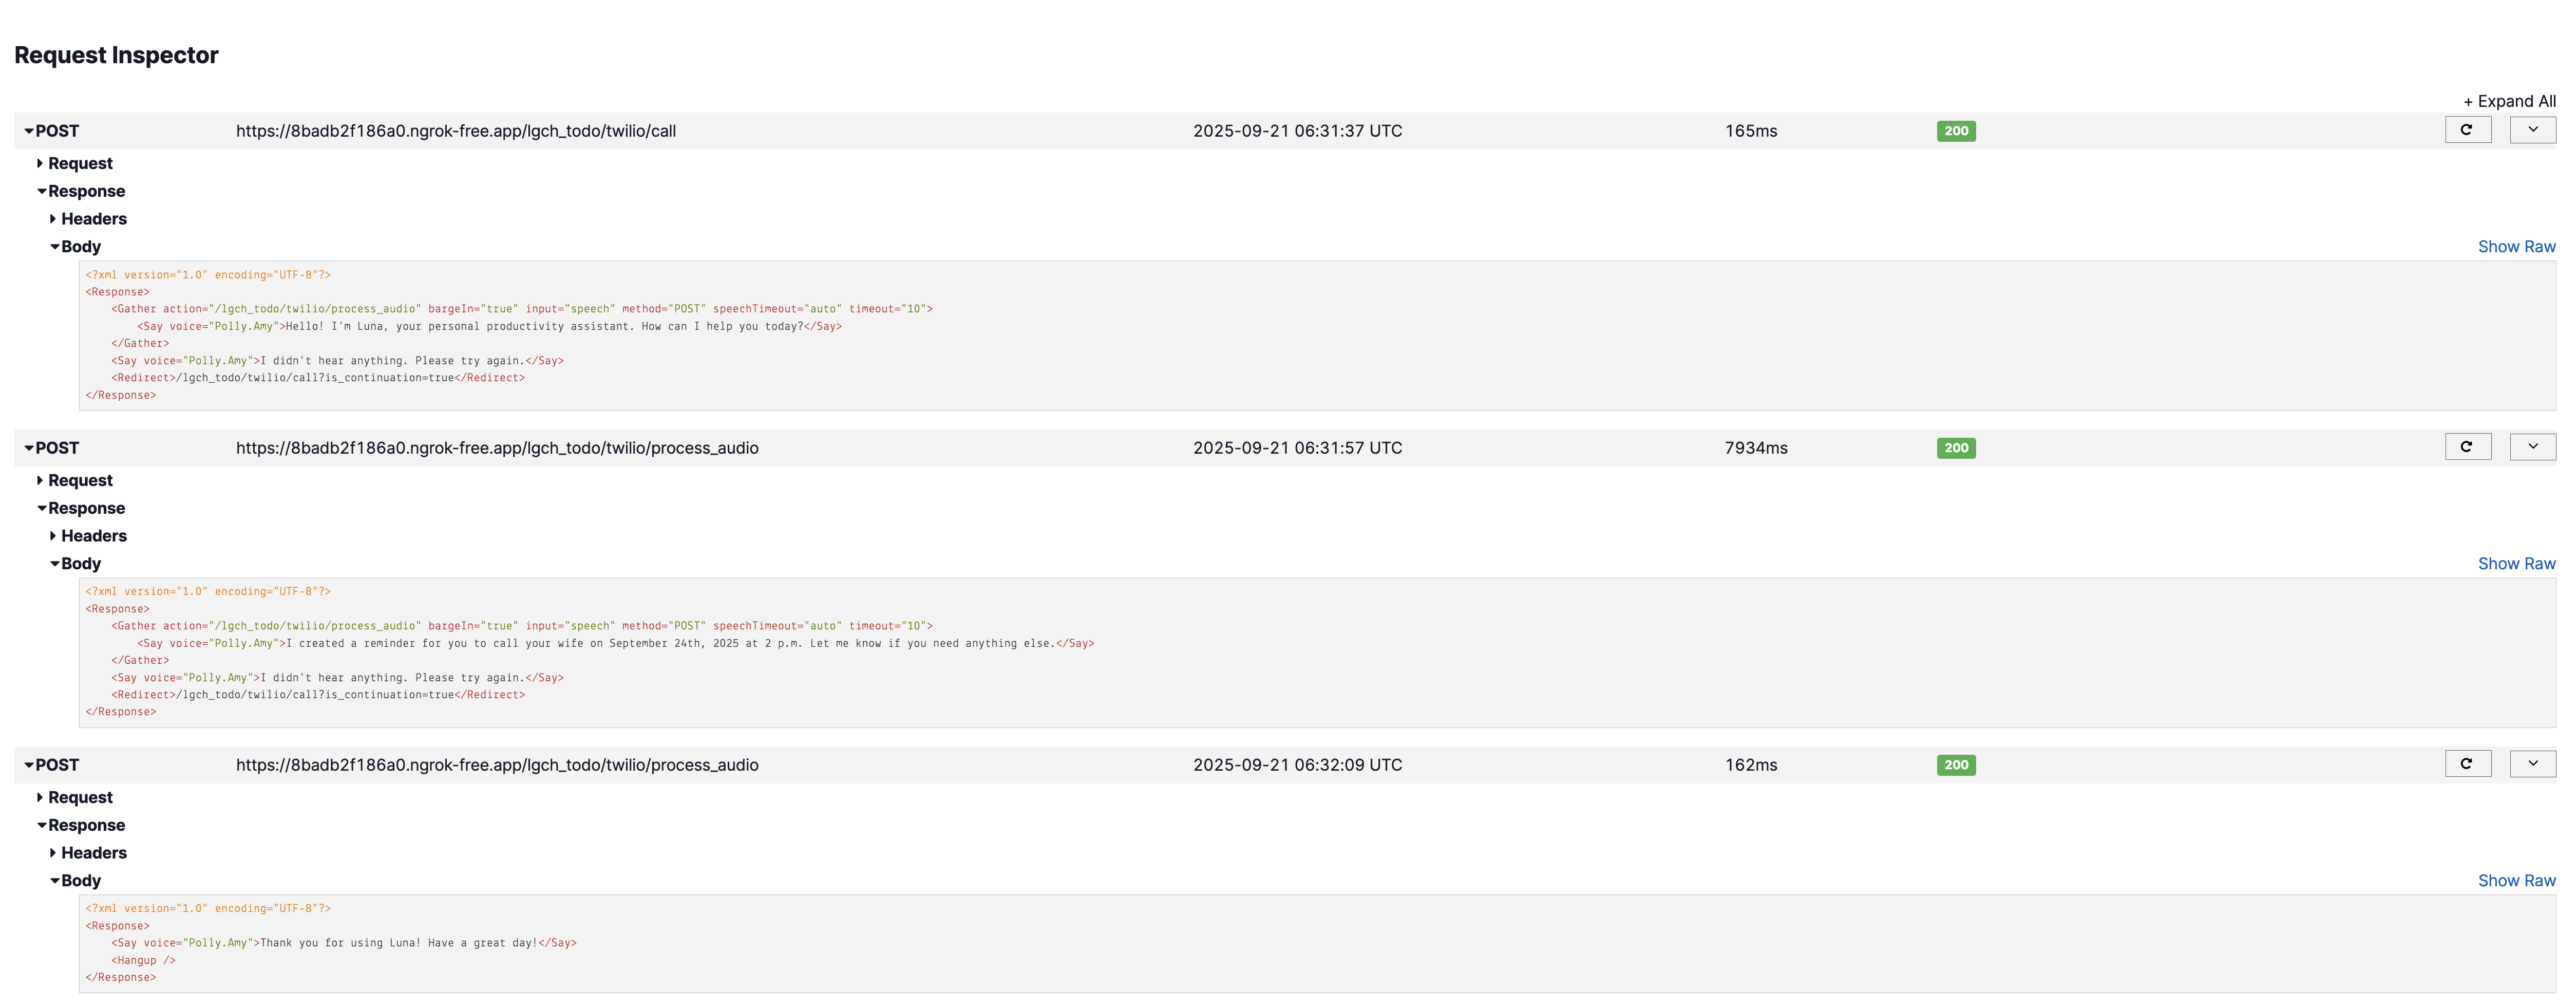 Request Inspector
+ Expand All
POST https://8badb2f186a0.ngrok-free.app/lgch_todo/twilio/call 2025-09-21 06:31:37 UTC 165ms 200
Request
Response
Headers
Body Show Raw
<?xml version="1.0" encoding="UTF-8"?>
<Response>
<Gather action="/lgch_todo/twilio/process_audio" bargeIn="true" input="speech" method="POST" speechTimeout="auto" timeout="10">
<Say voice="Polly.Amy">Hello! I'm Luna, your personal productivity assistant. How can I help you today?</Say>
</Gather>
<Say voice="Polly.Amy">I didn't hear anything. Please try again.</Say>
<Redirect>/lgch_todo/twilio/call?is_continuation=true</Redirect>
</Response>
POST https://8badb2f186a0.ngrok-free.app/lgch_todo/twilio/process_audio 2025-09-21 06:31:57 UTC 7934ms 200
Request
Response
Headers
Body Show Raw
<?xml version="1.0" encoding="UTF-8"?>
<Response>
<Gather action="/lgch_todo/twilio/process_audio" bargeIn="true" input="speech" method="POST" speechTimeout="auto" timeout="10">
<Say voice="Polly.Amy">I created a reminder for you to call your wife on September 24th, 2025 at 2 p.m. Let me know if you need anything else.</Say>
</Gather>
<Say voice="Polly.Amy">I didn't hear anything. Please try again.</Say>
<Redirect>/lgch_todo/twilio/call?is_continuation=true</Redirect>
</Response>
POST https://8badb2f186a0.ngrok-free.app/lgch_todo/twilio/process_audio 2025-09-21 06:32:09 UTC 162ms 200
Request
Response
Headers
Body Show Raw
<?xml version="1.0" encoding="UTF-8"?>
<Response>
<Say voice="Polly.Amy">Thank you for using Luna! Have a great day!</Say>
<Hangup />
</Response>